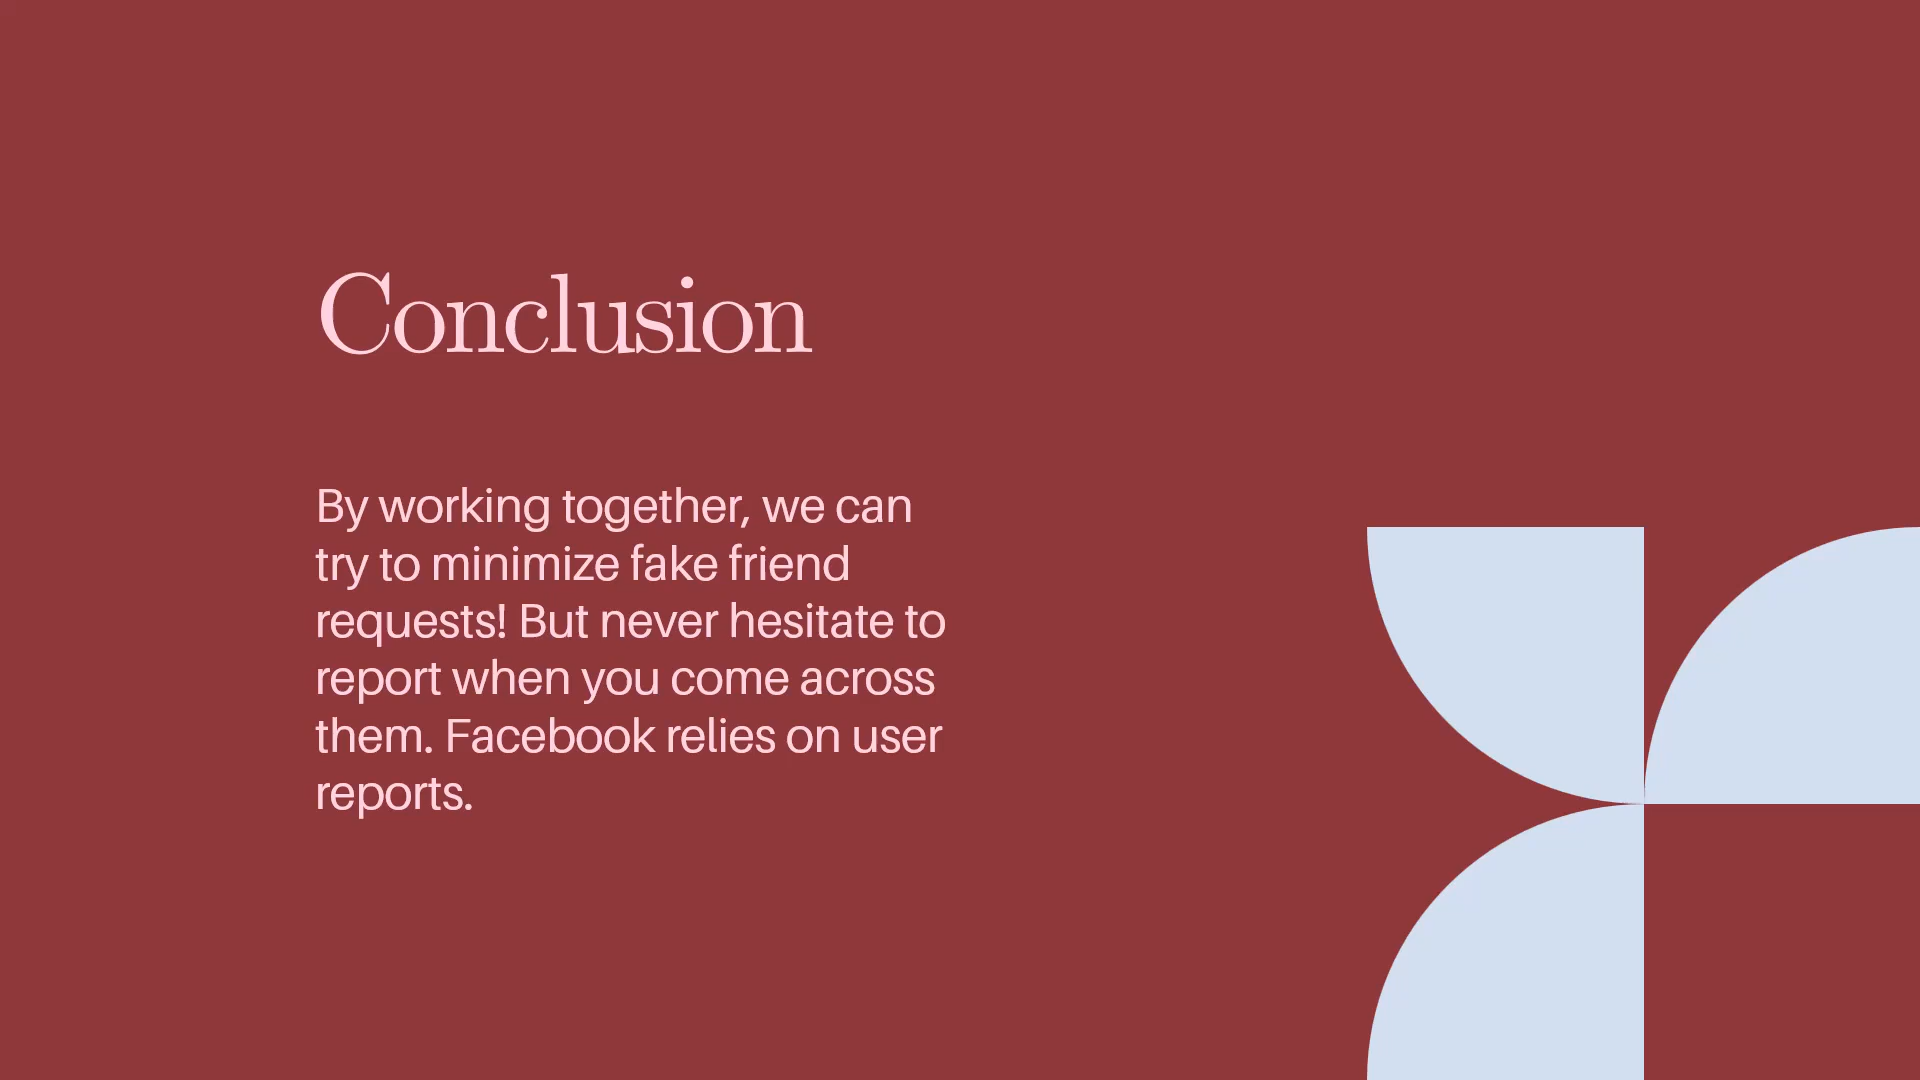 Conclusion
By working together, we can
try to minimize fake friend
requests! But never hesitate to
report when you come across
them. Facebook relies on user
reports.